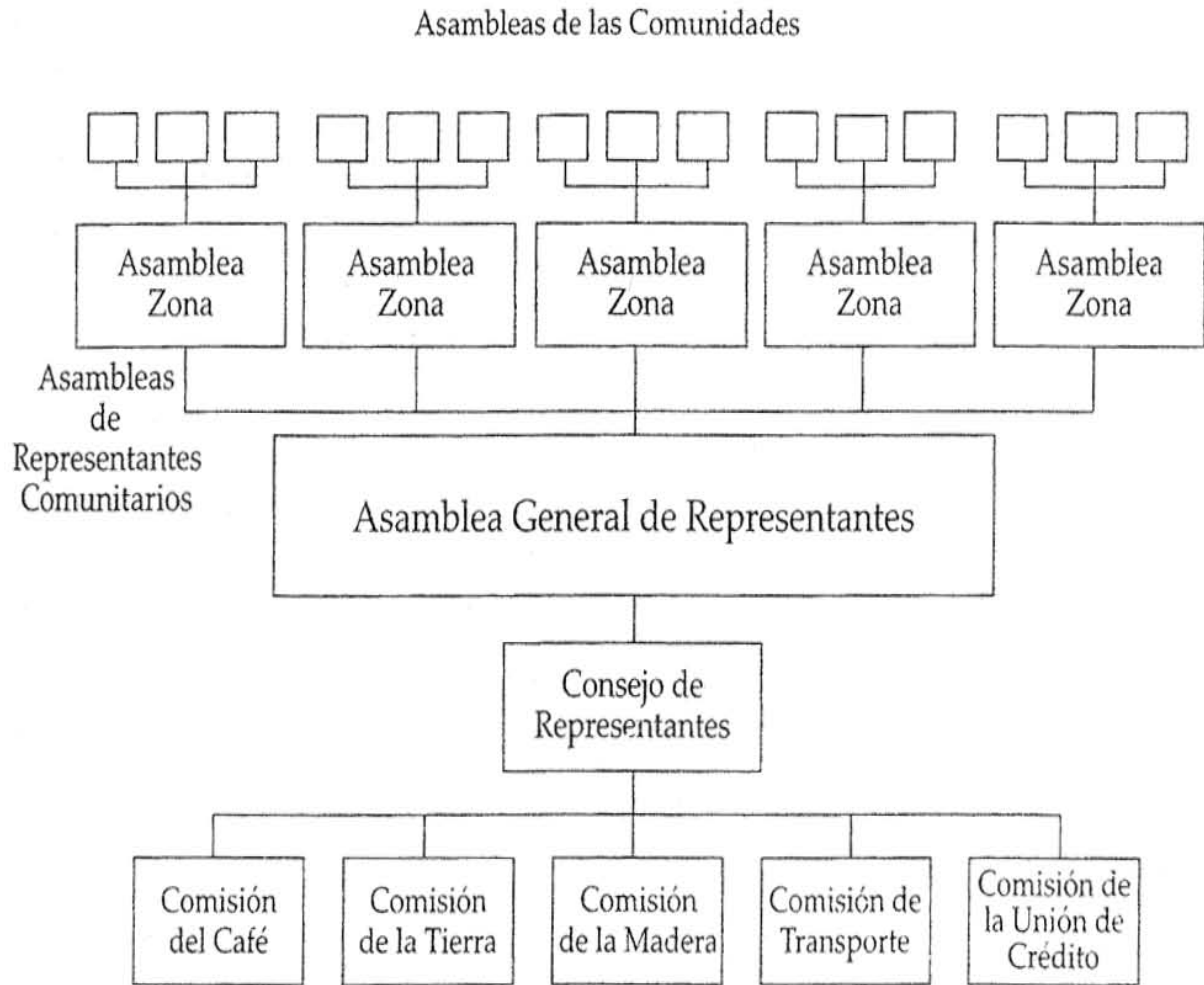 Asambleas de las Comunidades
Asamblea
Zona
Asamblea
Zona
Asamblea
Zona
Asamblea
Zona
Asamblea
Zona
Asambleas
de
Representantes
Comunitarios
Asamblea General de Representantes
Consejo de
Representantes
Comisión
del Café
Comisión
de la Tierra
Comisión
de la Madera
Comisión de
Transporte
Comisión de
la Unión de
Crédito